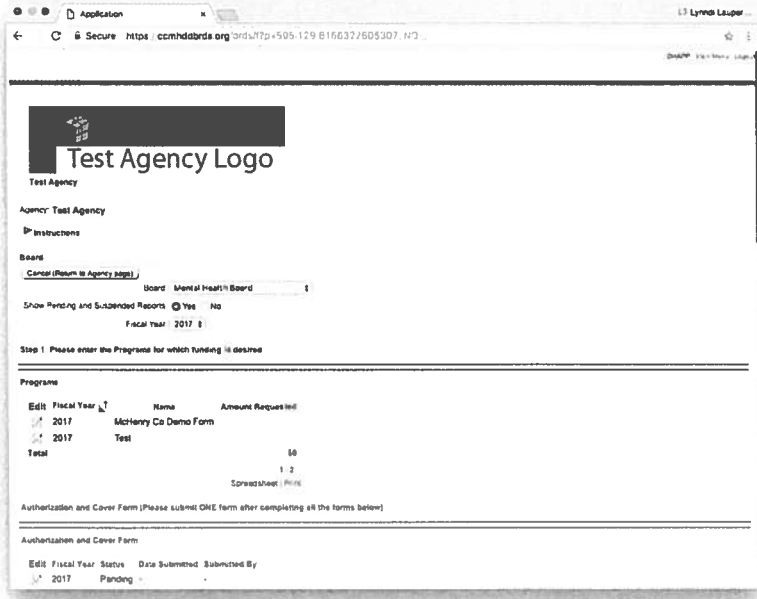 Application
Lynndi Lauper...
Secure https ccmhddbrds.org
Test Agency Logo
Test Agency
Agency Test Agency
Instructions
Board
Cancel (Return to Agency page)
Board Mental Health Board
Show Pending and Suspended Reports Yes No
Fiscal Year 2017
Step 1 Please enter the Programs for which funding is desired
Programs
Edit Fiscal Year Name Amount Requested
2017 McHenry Co Demo Form
2017 Test
Total
1 2
Spreadsheet Print
Authorization and Cover Form (Please submit ONE form after completing all the forms below)
Authorization and Cover Form
Edit Fiscal Year Status Date Submitted Submitted By
2017 Pending - -